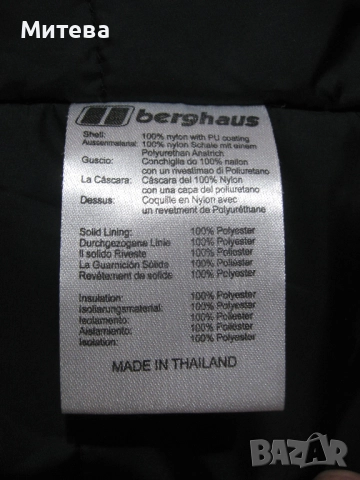 Митева
berghaus
Shell: 100% nylon with PU coating
Aussenmaterial: 100% nylon Schale mit einem
Polyurethan Anstrich
Guscio: Conchiglia do 100% nailon
con un rivestimao di Poliuretano
La Cáscara: Cáscara del 100% Nylon
con una capa del poliuretano
Dessus: Coquille en Nylon avec
un revetment de Polyuréthane
Solid Lining: 100% Polyester
Durchgezogene Linie 100% Polyester
Il solido Riveste 100% Poliester
La Guarnición Sólida 100% Poliester
Revêtement de solide 100% Polyester
Insulation: 100% Polyester
Isolierungsmaterial: 100% Polyester
Isolamento: 100% Poliester
Aislamiento: 100% Poliester
Isolation: 100% Polyester
MADE IN THAILAND
BAZAR
bg